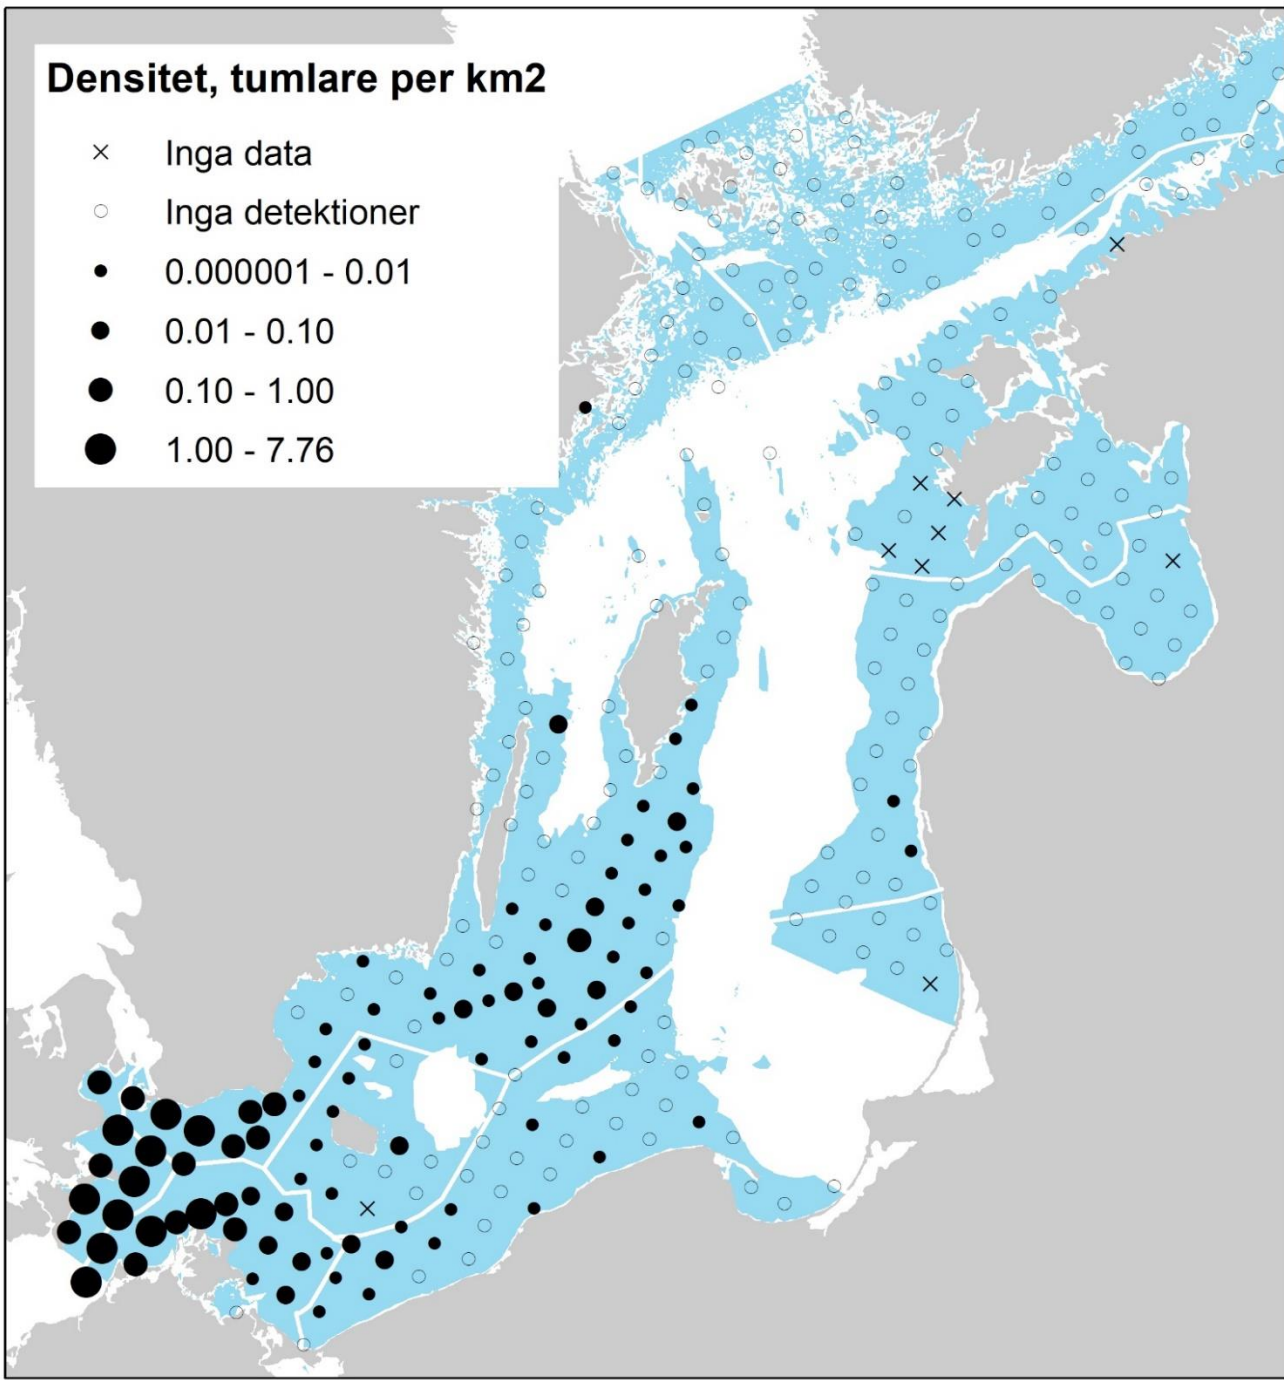 Densitet, tumlare per km2
Inga data
Inga detektioner
0.000001 - 0.01
0.01 - 0.10
0.10 - 1.00
1.00 - 7.76